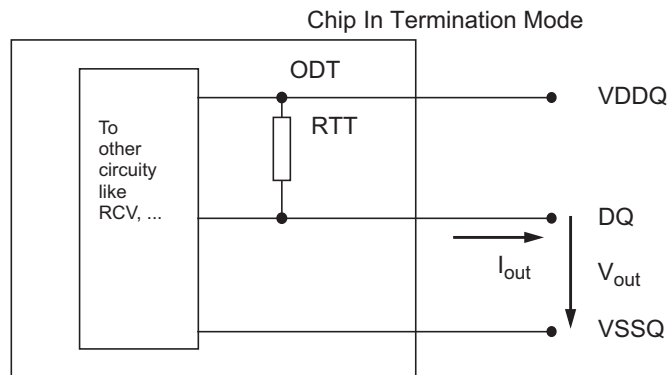 Chip In Termination Mode
ODT
VDDQ
To
other
circuity
like
RCV, ...
RTT
DQ
Iout
Vout
VSSQ